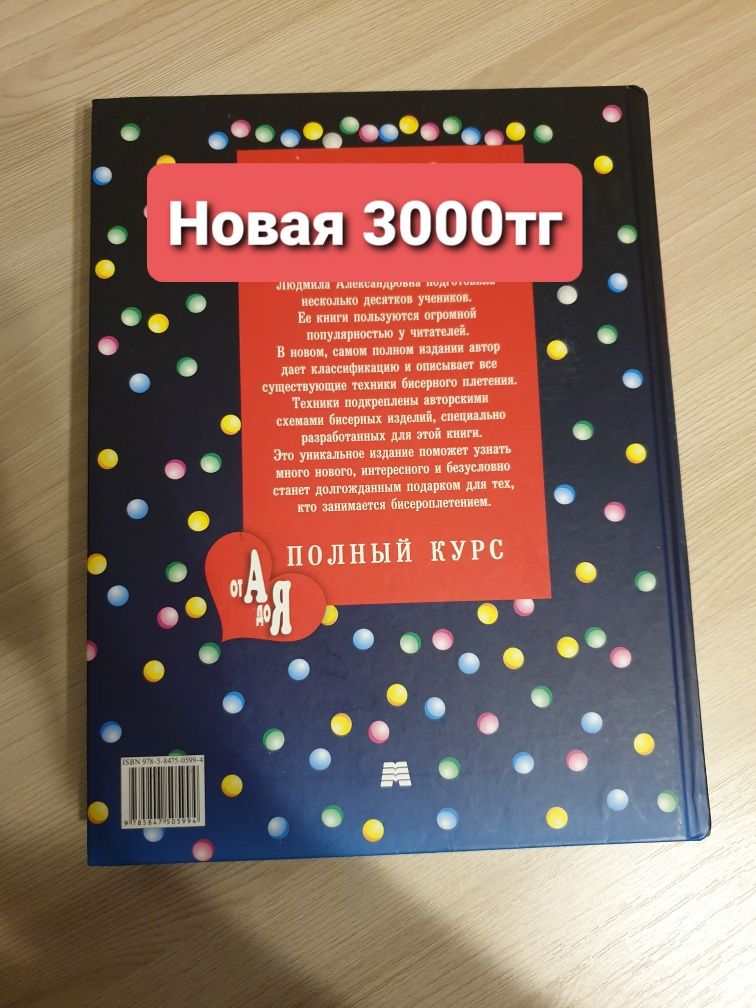 Новая 3000тг
Людмила Александровна подготовила
несколько десятков учеников.
Ее книги пользуются огромной
популярностью у читателей.
В новом, самом полном издании автор
дает классификацию и описывает все
существующие техники бисерного плетения.
Техники подкреплены авторскими
схемами бисерных изделий, специально
разработанных для этой книги.
Это уникальное издание поможет узнать
много нового, интересного и безусловно
станет долгожданным подарком для тех,
кто занимается бисероплетением.
ПОЛНЫЙ КУРС
от А
до Я
ISBN 978-5-8475-0599-4
9 785847 505994